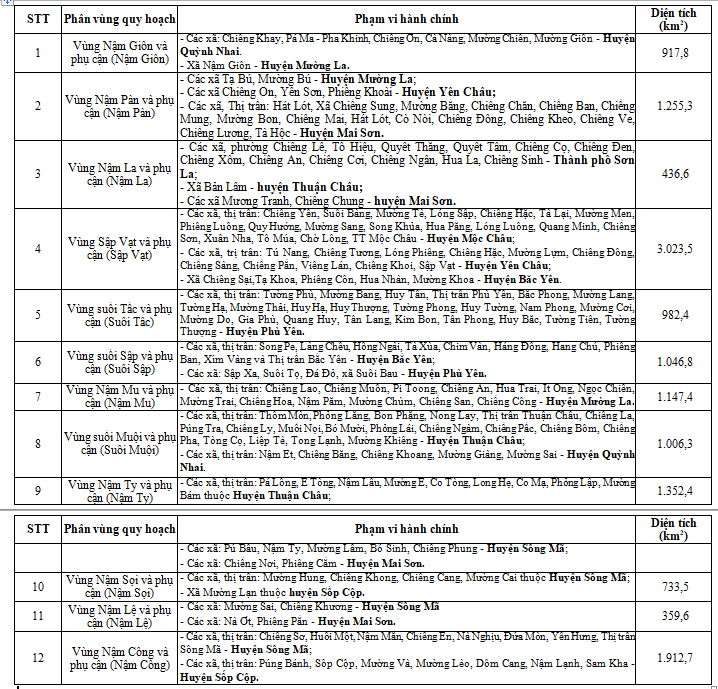 STT Phân vùng quy hoạch Phạm vi hành chính Diện tích (km²)
1 Vùng Nậm Giôn và phụ cận (Nậm Giôn) 917,8
- Các xã: Chiềng Khay, Pá Ma - Pha Khinh, Chiềng Ơn, Cà Nàng, Mường Chiên, Mường Giôn - Huyện
Quỳnh Nhai.
- Xã Nậm Giôn - Huyện Mường La.
2 Vùng Nậm Pàn và phụ cận (Nậm Pàn) 1.255,3
- Các xã Tạ Bú, Mường Bú - Huyện Mường La;
- Các xã Chiềng On, Yên Sơn, Phiêng Khoài - Huyện Yên Châu;
- Các xã, Thị trấn: Hát Lót, Xã Chiềng Sung, Mường Bằng, Chiềng Chăn, Chiềng Ban, Chiềng
Mung, Mường Bon, Chiềng Mai, Hát Lót, Cò Nòi, Chiềng Dong, Chiềng Kheo, Chiềng Ve,
Chiềng Lương, Tà Hộc - Huyện Mai Sơn.
3 Vùng Nậm La và phụ cận (Nậm La) 436,6
- Các xã, phường Chiềng Lề, Tô Hiệu, Quyết Thắng, Quyết Tâm, Chiềng Cọ, Chiềng Đen,
Chiềng Xôm, Chiềng An, Chiềng Cơi, Chiềng Ngần, Hua La, Chiềng Sinh - Thành phố Sơn
La;
- Xã Bản Lầm - huyện Thuận Châu;
- Các xã Mương Tranh, Chiềng Chung - huyện Mai Sơn.
4 Vùng Sập Vạt và phụ cận (Sập Vạt) 3.023,5
- Các xã, thị trấn: Chiềng Yên, Suối Bàng, Mường Tè, Lóng Sập, Chiềng Hặc, Tà Lại, Mường Men,
Phiêng Luông, Quy Hướng, Mường Sang, Song Khủa, Hua Păng, Lóng Luông, Quang Minh, Chiềng
Sơn, Xuân Nha, Tô Múa, Chờ Lồng, TT Mộc Châu - Huyện Mộc Châu;
- Các xã, trị trấn: Tú Nang, Chiềng Tương, Lóng Phiêng, Chiềng Hặc, Mường Lựm, Chiềng Đông,
Chiềng Sàng, Chiềng Pằn, Viêng Lán, Chiềng Khoi, Sập Vạt - Huyện Yên Châu;
- Xã Chiềng Sại, Tạ Khoa, Phiêng Côn, Hua Nhàn, Mường Khoa - Huyện Bắc Yên.
5 Vùng suối Tấc và phụ cận (Suối Tấc) 982,4
- Các xã, thị trấn: Tường Phù, Mường Bang, Huy Tân, Thị trấn Phù Yên, Bắc Phong, Mường Lang,
Tường Hạ, Mường Thải, Huy Hạ, Huy Thượng, Tường Phong, Huy Tường, Nam Phong, Mường Cơi,
Mường Do, Gia Phù, Quang Huy, Tân Lang, Kim Bon, Tân Phong, Huy Bắc, Tường Tiến, Tường
Thượng - Huyện Phù Yên.
6 Vùng suối Sập và phụ cận (Suối Sập) 1.046,8
- Các xã, thị trấn: Song Pe, Làng Chếu, Hồng Ngài, Tà Xùa, Chim Vàn, Háng Đồng, Hang Chú, Phiêng
Ban, Xím Vàng và Thị trấn Bắc Yên - Huyện Bắc Yên;
- Các xã: Sập Xa, Suối Tọ, Đá Đỏ, xã Suối Bau - Huyện Phù Yên.
7 Vùng Nậm Mu và phụ cận (Nậm Mu) 1.147,4
- Các xã, thị trấn: Chiềng Lao, Chiềng Muôn, Pi Toong, Chiềng Ân, Hua Trai, Ít Ong, Ngọc Chiến,
Mường Trai, Chiềng Hoa, Nậm Păm, Mường Chùm, Chiềng San, Chiềng Công - Huyện Mường La.
8 Vùng suối Muội và phụ cận (Suối Muội) 1.006,3
- Các xã, thị trấn: Thôm Mòn, Phổng Lăng, Bon Phặng, Nong Lay, Thị trấn Thuận Châu, Chiềng La,
Púng Tra, Chiềng Ly, Muổi Nọi, Bó Mười, Phổng Lái, Chiềng Ngàm, Chiềng Pấc, Chiềng Bôm, Chiềng
Pha, Tông Cọ, Liệp Tè, Tong Lạnh, Mường Khiêng - Huyện Thuận Châu;
- Các xã, thị trấn: Nậm Ét, Chiềng Bằng, Chiềng Khoang, Mường Giàng, Mường Sại - Huyện Quỳnh
Nhai.
9 Vùng Nậm Ty và phụ cận (Nậm Ty) 1.352,4
- Các xã, thị trấn: Pá Lông, É Tòng, Nậm Lầu, Mường É, Co Tòng, Long Hẹ, Co Mạ, Phổng Lập, Mường
Bám thuộc Huyện Thuận Châu;
STT Phân vùng quy hoạch Phạm vi hành chính Diện tích (km²)
- Các xã: Pú Bẩu, Nậm Ty, Mường Lầm, Bó Sinh, Chiềng Phung - Huyện Sông Mã;
- Các xã: Chiềng Nơi, Phiêng Cằm - Huyện Mai Sơn.
10 Vùng Nậm Sọi và phụ cận (Nậm Sọi) 733,5
- Các xã, thị trấn: Mường Hung, Chiềng Khong, Chiềng Cang, Mường Cai thuộc Huyện Sông Mã;
- Xã Mường Lạn thuộc huyện Sốp Cộp.
11 Vùng Nậm Lệ và phụ cận (Nậm Lệ) 359,6
- Các xã: Mường Sai, Chiềng Khương - Huyện Sông Mã
- Các xã: Nà Ớt, Phiêng Pằn - Huyện Mai Sơn.
12 Vùng Nậm Công và phụ cận (Nậm Công) 1.912,7
- Các xã, thị trấn: Chiềng Sơ, Huổi Một, Nậm Mằn, Chiềng En, Nà Nghịu, Đứa Mòn, Yên Hưng, Thị trấn
Sông Mã - Huyện Sông Mã;
- Các xã, thị trấn: Púng Bánh, Sốp Cộp, Mường Và, Mường Lèo, Dồm Cang, Nậm Lạnh, Sam Kha -
Huyện Sốp Cộp.